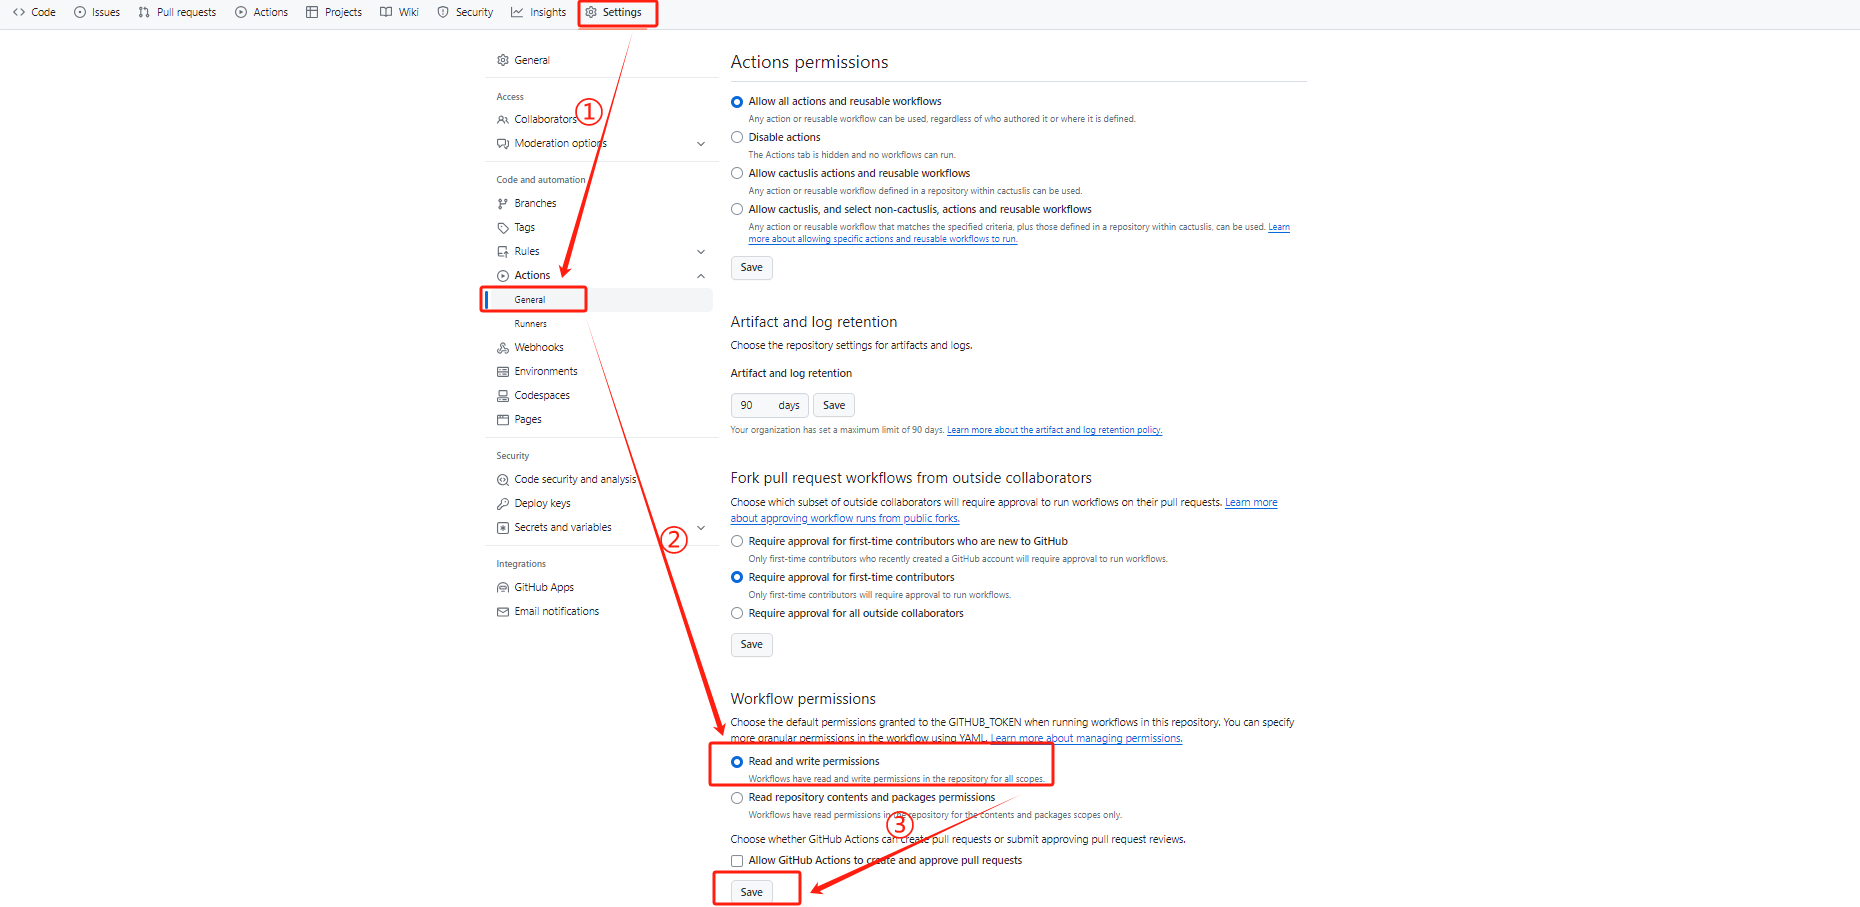 Code Issues Pull requests Actions Projects Wiki Security Insights Settings
General
Access
Collaborators
Moderation options
Code and automation
Branches
Tags
Rules
Actions
General
Runners
Webhooks
Environments
Codespaces
Pages
Security
Code security and analysis
Deploy keys
Secrets and variables
Integrations
GitHub Apps
Email notifications
①
②
Actions permissions
Allow all actions and reusable workflows
Any action or reusable workflow can be used, regardless of who authored it or where it is defined.
Disable actions
The Actions tab is hidden and no workflows can run.
Allow cactuslis actions and reusable workflows
Any action or reusable workflow defined in a repository within cactuslis can be used.
Allow cactuslis, and select non-cactuslis, actions and reusable workflows
Any action or reusable workflow that matches the specified criteria, plus those defined in a repository within cactuslis, can be used. Learn
more about allowing specific actions and reusable workflows to run.
Save
Artifact and log retention
Choose the repository settings for artifacts and logs.
Artifact and log retention
90 days Save
Your organization has set a maximum limit of 90 days. Learn more about the artifact and log retention policy.
Fork pull request workflows from outside collaborators
Choose which subset of outside collaborators will require approval to run workflows on their pull requests. Learn more
about approving workflow runs from public forks.
Require approval for first-time contributors who are new to GitHub
Only first-time contributors who recently created a GitHub account will require approval to run workflows.
Require approval for first-time contributors
Only first-time contributors will require approval to run workflows.
Require approval for all outside collaborators
Save
Workflow permissions
Choose the default permissions granted to the GITHUB_TOKEN when running workflows in this repository. You can specify
more granular permissions in the workflow using YAML. Learn more about managing permissions.
Read and write permissions
Workflows have read and write permissions in the repository for all scopes.
Read repository contents and packages permissions
Workflows have read permissions in the repository for the contents and packages scopes only.
③
Choose whether GitHub Actions can create pull requests or submit approving pull request reviews.
Allow GitHub Actions to create and approve pull requests
Save